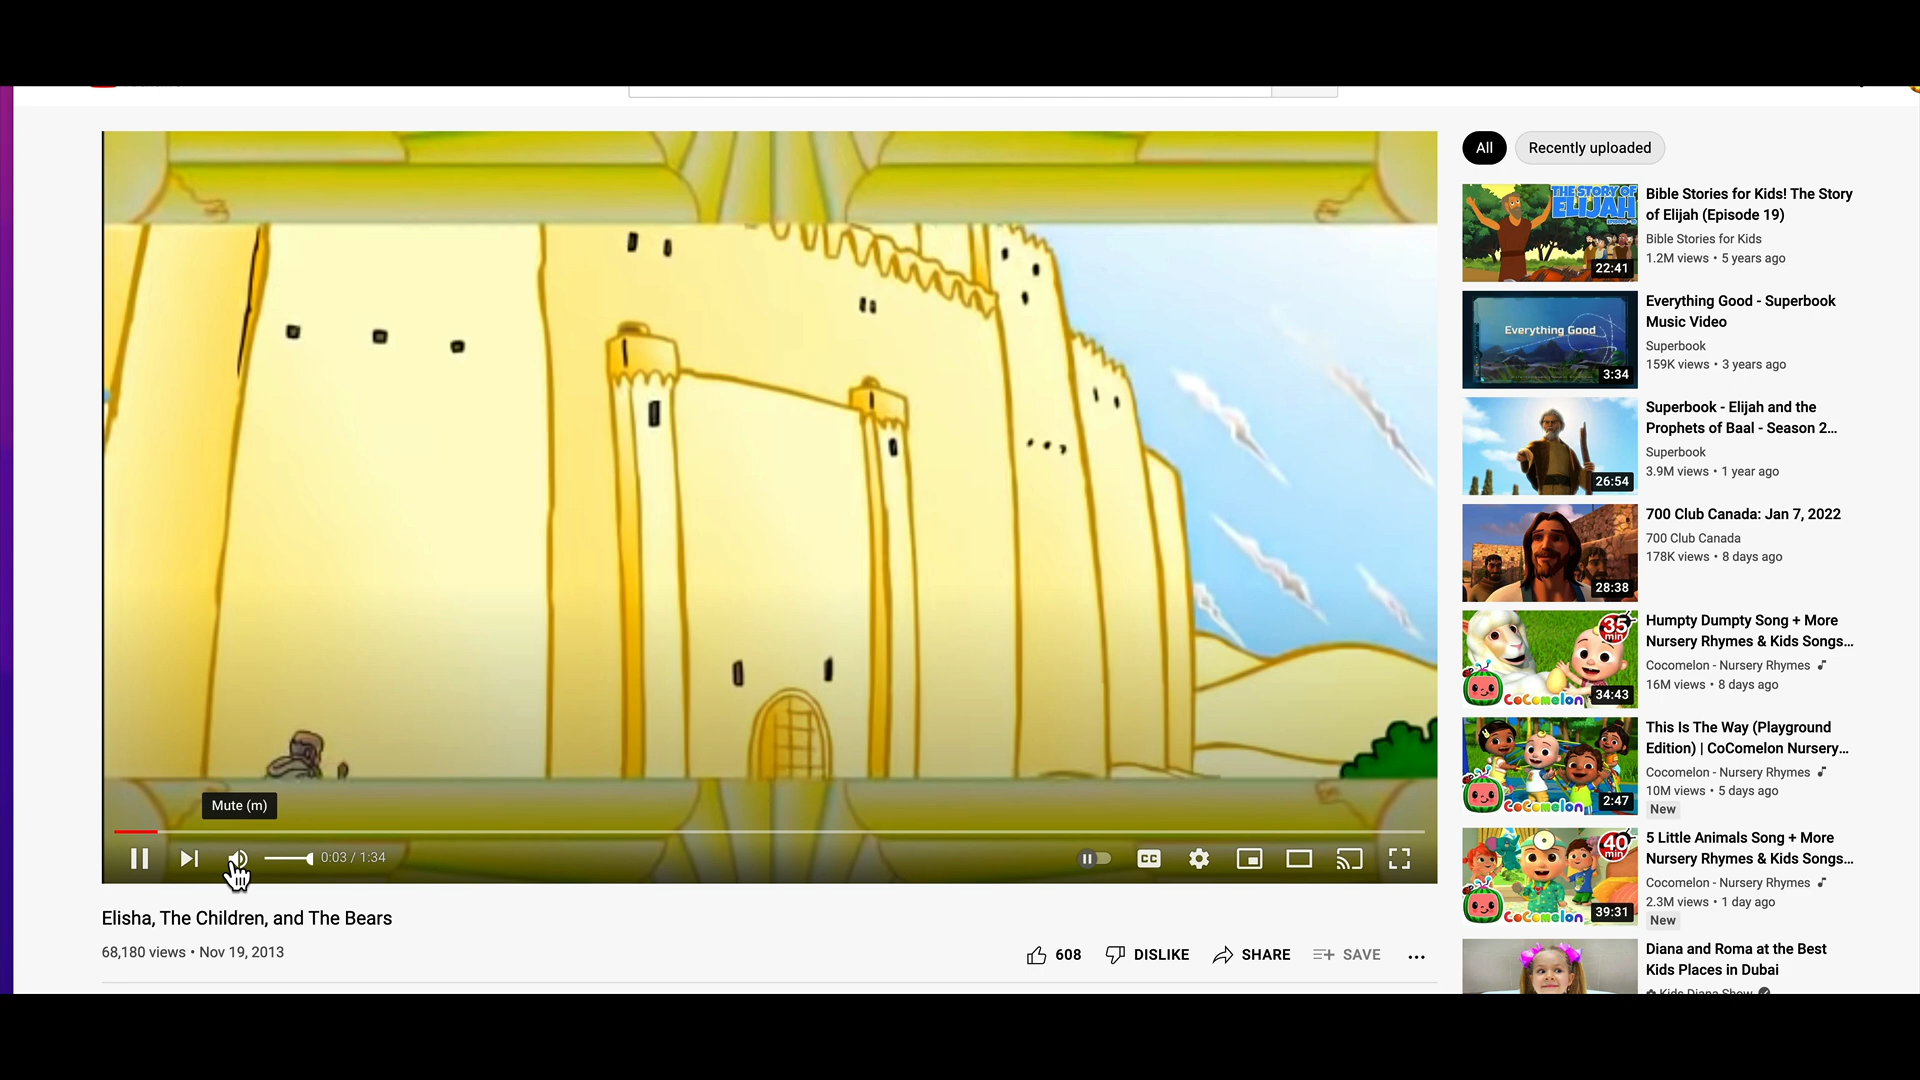 All
Recently uploaded
THE STORY OF
ELIJAH
22:41
Bible Stories for Kids! The Story
of Elijah (Episode 19)
Bible Stories for Kids
1.2M views • 5 years ago
Everything Good
3:34
Everything Good - Superbook
Music Video
Superbook
159K views • 3 years ago
26:54
Superbook - Elijah and the
Prophets of Baal - Season 2...
Superbook
3.9M views • 1 year ago
28:38
700 Club Canada: Jan 7, 2022
700 Club Canada
178K views • 8 days ago
35
min
CoComelon
34:43
Humpty Dumpty Song + More
Nursery Rhymes & Kids Songs...
Cocomelon - Nursery Rhymes
16M views • 8 days ago
CoComelon
2:47
This Is The Way (Playground
Edition) | CoComelon Nursery...
Cocomelon - Nursery Rhymes
10M views • 5 days ago
New
40
min
CoComelon
39:31
5 Little Animals Song + More
Nursery Rhymes & Kids Songs...
Cocomelon - Nursery Rhymes
2.3M views • 1 day ago
New
Diana and Roma at the Best
Kids Places in Dubai
Kids Diana Show
Mute (m)
0:03 / 1:34
CC
Elisha, The Children, and The Bears
68,180 views • Nov 19, 2013
608
DISLIKE
SHARE
SAVE